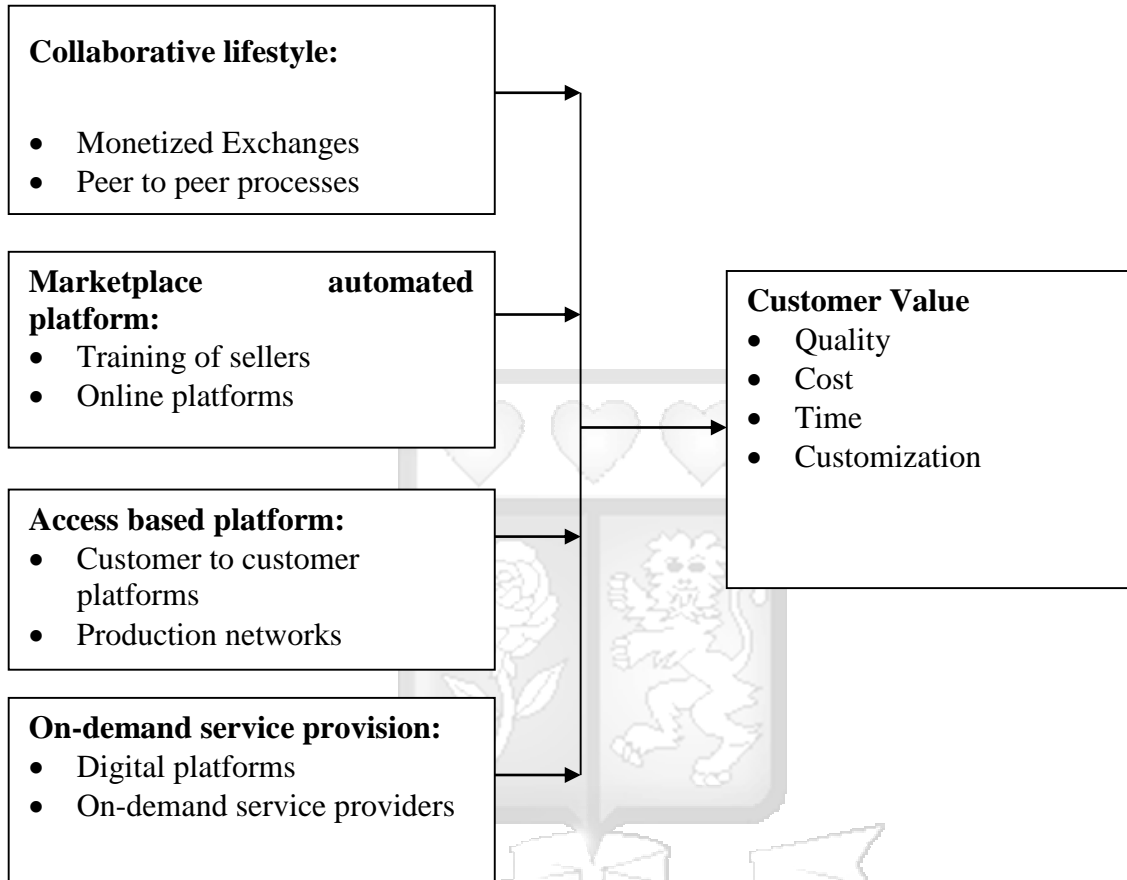 Collaborative lifestyle:
• Monetized Exchanges
• Peer to peer processes
Marketplace automated
platform:
• Training of sellers
• Online platforms
Access based platform:
• Customer to customer
platforms
• Production networks
On-demand service provision:
• Digital platforms
• On-demand service providers
Customer Value
• Quality
• Cost
• Time
• Customization